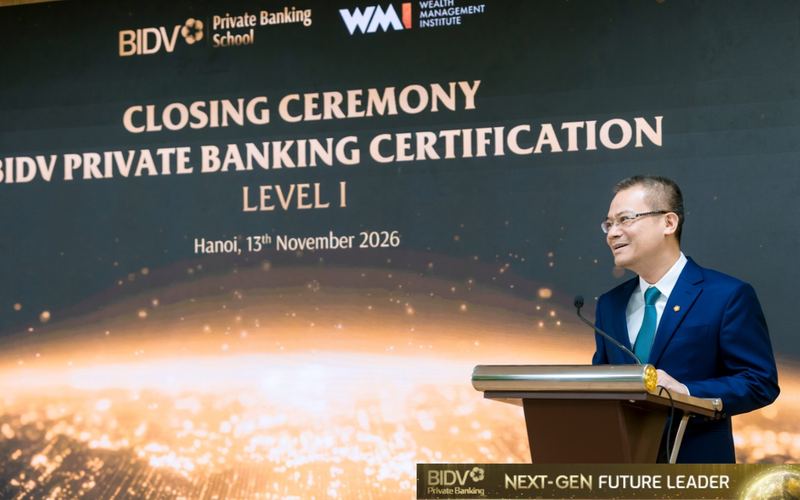 BIDV Private Banking School
WMI WEALTH MANAGEMENT INSTITUTE
CLOSING CEREMONY
BIDV PRIVATE BANKING CERTIFICATION
LEVEL I
Hanoi, 13th November 2026
BIDV Private Banking NEXT-GEN FUTURE LEADER